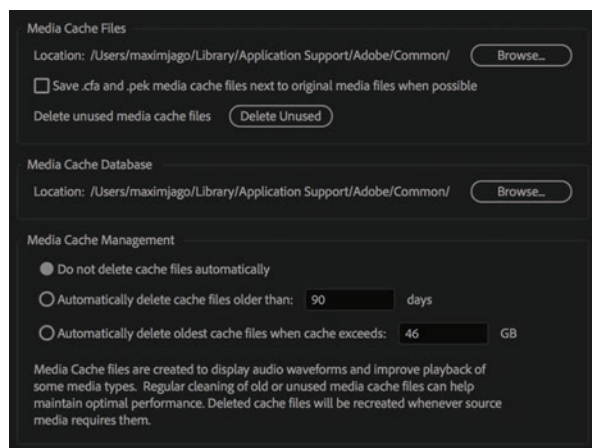 Media Cache Files
Location: /Users/maximjago/Library/Application Support/Adobe/Common/ Browse...
Save .cfa and .pek media cache files next to original media files when possible
Delete unused media cache files Delete Unused
Media Cache Database
Location: /Users/maximjago/Library/Application Support/Adobe/Common/ Browse...
Media Cache Management
Do not delete cache files automatically
Automatically delete cache files older than: 90 days
Automatically delete oldest cache files when cache exceeds: 46 GB
Media Cache files are created to display audio waveforms and improve playback of
some media types. Regular cleaning of old or unused media cache files can help
maintain optimal performance. Deleted cache files will be recreated whenever source
media requires them.